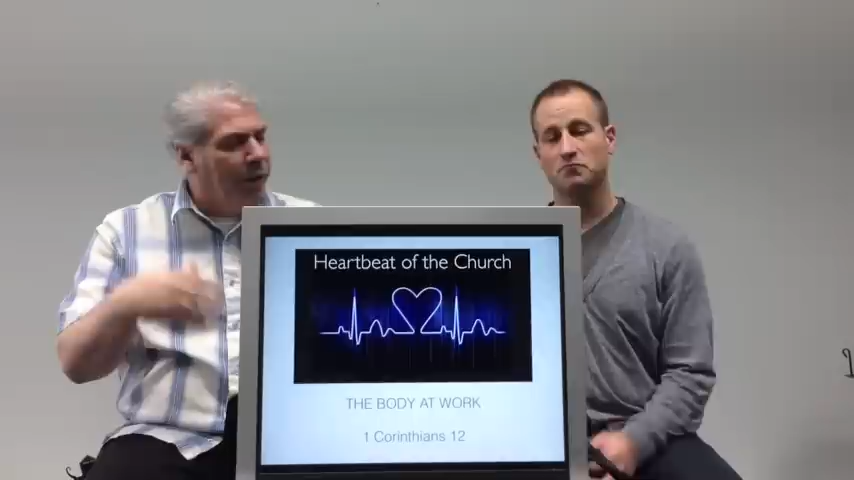 Heartbeat of the Church
THE BODY AT WORK
1 Corinthians 12